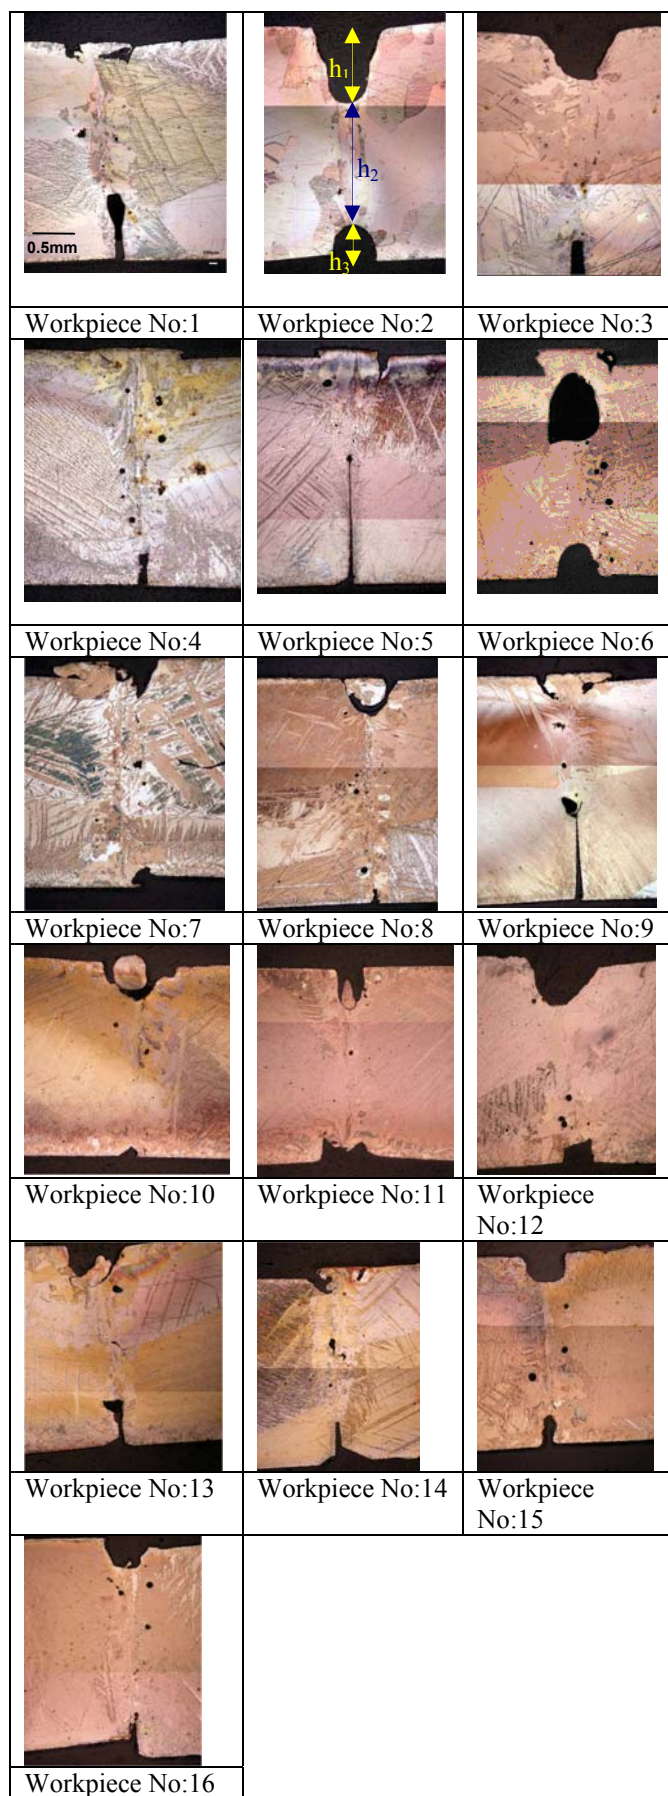 0.5mm
h₁
h₂
h₃
Workpiece No:1
Workpiece No:2
Workpiece No:3
Workpiece No:4
Workpiece No:5
Workpiece No:6
Workpiece No:7
Workpiece No:8
Workpiece No:9
Workpiece No:10
Workpiece No:11
Workpiece
No:12
Workpiece No:13
Workpiece No:14
Workpiece
No:15
Workpiece No:16